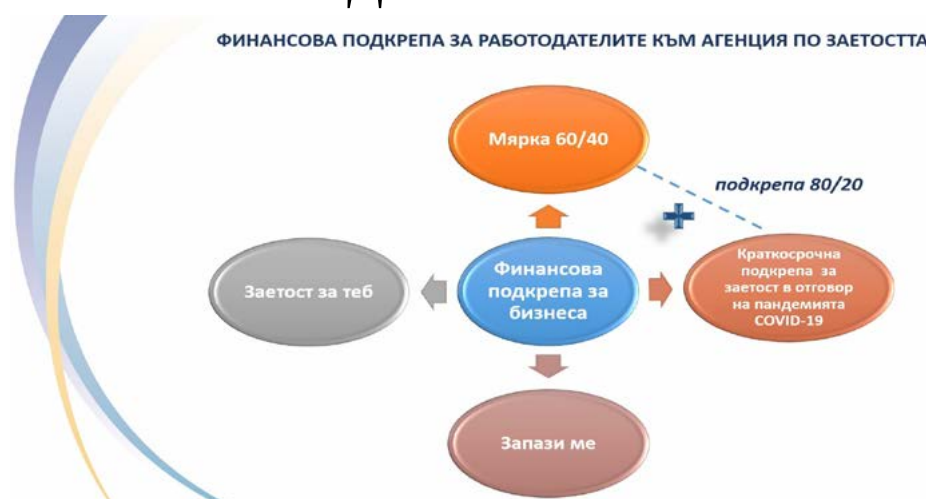 ФИНАНСОВА ПОДКРЕПА ЗА РАБОТОДАТЕЛИТЕ КЪМ АГЕНЦИЯ ПО ЗАЕТОСТТА
Мярка 60/40
подкрепа 80/20
Заетост за теб
Финансова
подкрепа за
бизнеса
Краткосрочна
подкрепа за
заетост в отговор
на пандемията
COVID-19
Запази ме